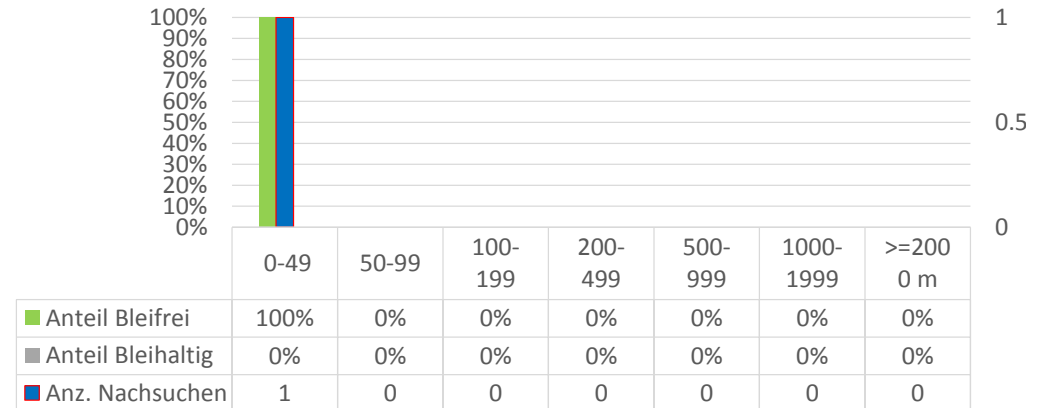 100% 1
90%
80%
70%
60%
50% 0.5
40%
30%
20%
10%
0% 0
0-49 50-99 100-199 200-499 500-999 1000-1999 >=2000 m
Anteil Bleifrei 100% 0% 0% 0% 0% 0% 0%
Anteil Bleihaltig 0% 0% 0% 0% 0% 0% 0%
Anz. Nachsuchen 1 0 0 0 0 0 0